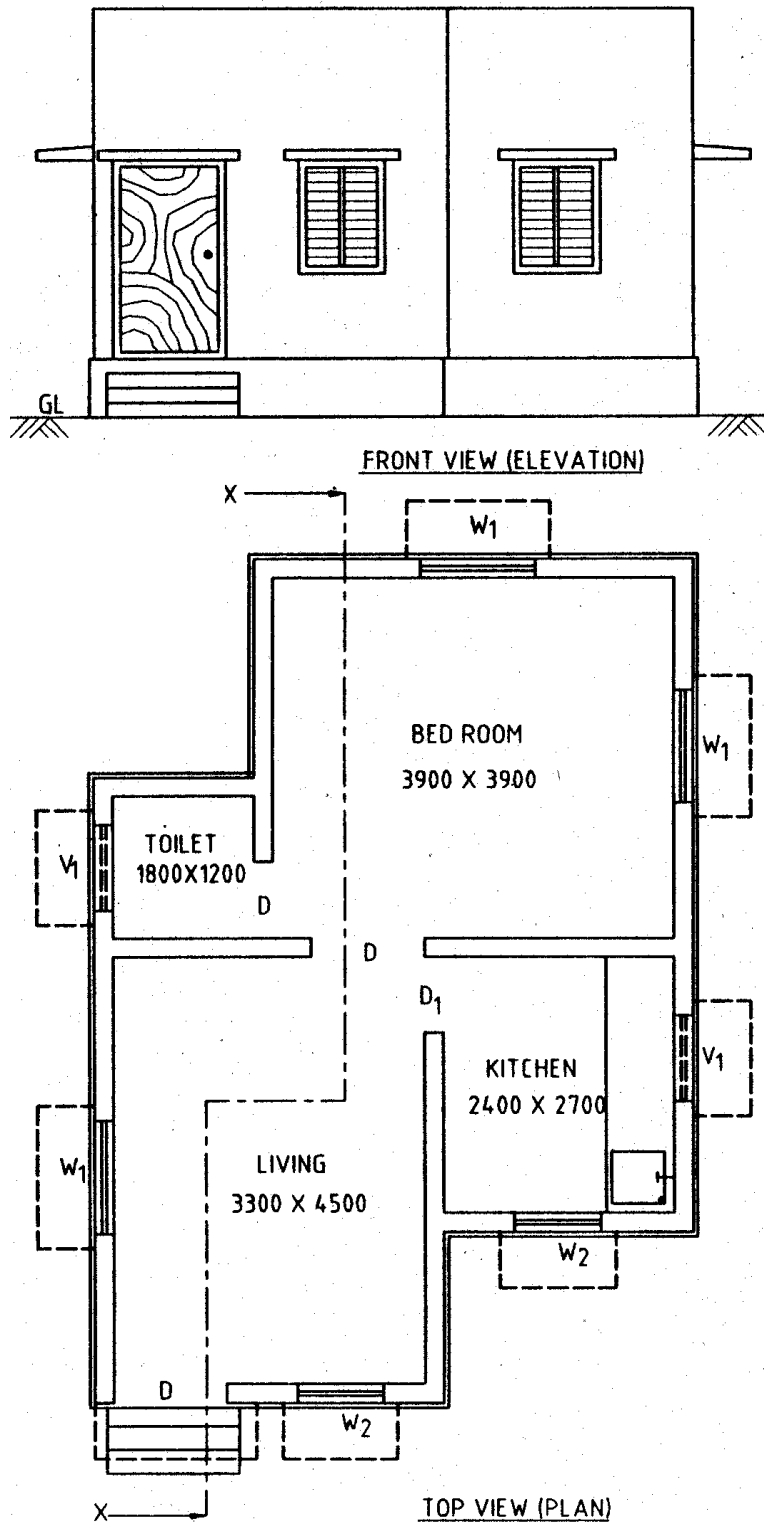 GL
FRONT VIEW (ELEVATION)
X
W1
BED ROOM
3900 X 3900
W1
TOILET
1800X1200
V1
D
D
D1
KITCHEN
2400 X 2700
V1
W1
LIVING
3300 X 4500
W2
D
W2
X
TOP VIEW (PLAN)